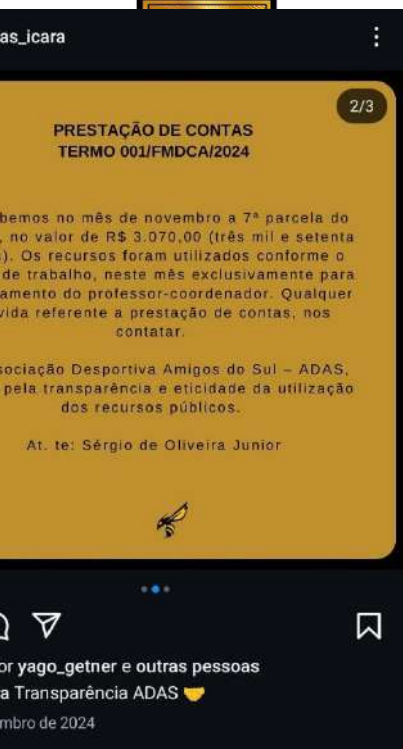 as_icara
2/3
PRESTAÇÃO DE CONTAS
TERMO 001/FMDCA/2024
bemos no mês de novembro a 7ª parcela do
, no valor de R$ 3.070,00 (três mil e setenta
). Os recursos foram utilizados conforme o
de trabalho, neste mês exclusivamente para
amento do professor-coordenador. Qualquer
vida referente a prestação de contas, nos
contatar.
sociação Desportiva Amigos do Sul – ADAS,
pela transparência e eticidade da utilização
dos recursos públicos.
At. te: Sérgio de Oliveira Junior
or yago_getner e outras pessoas
a Transparência ADAS 🤝
mbro de 2024